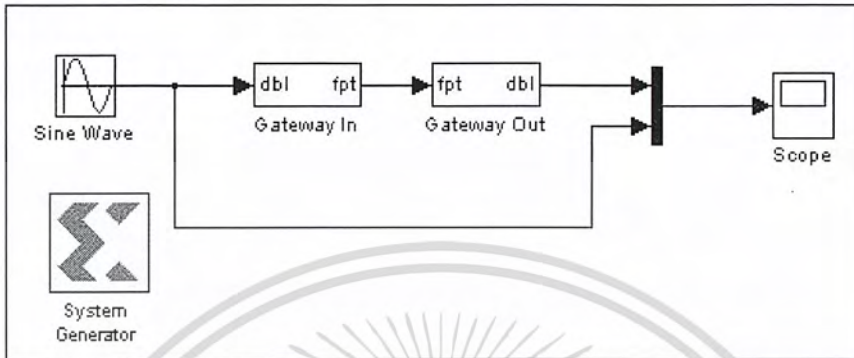 dbl fpt
fpt dbl
Sine Wave
Gateway In
Gateway Out
Scope
System
Generator